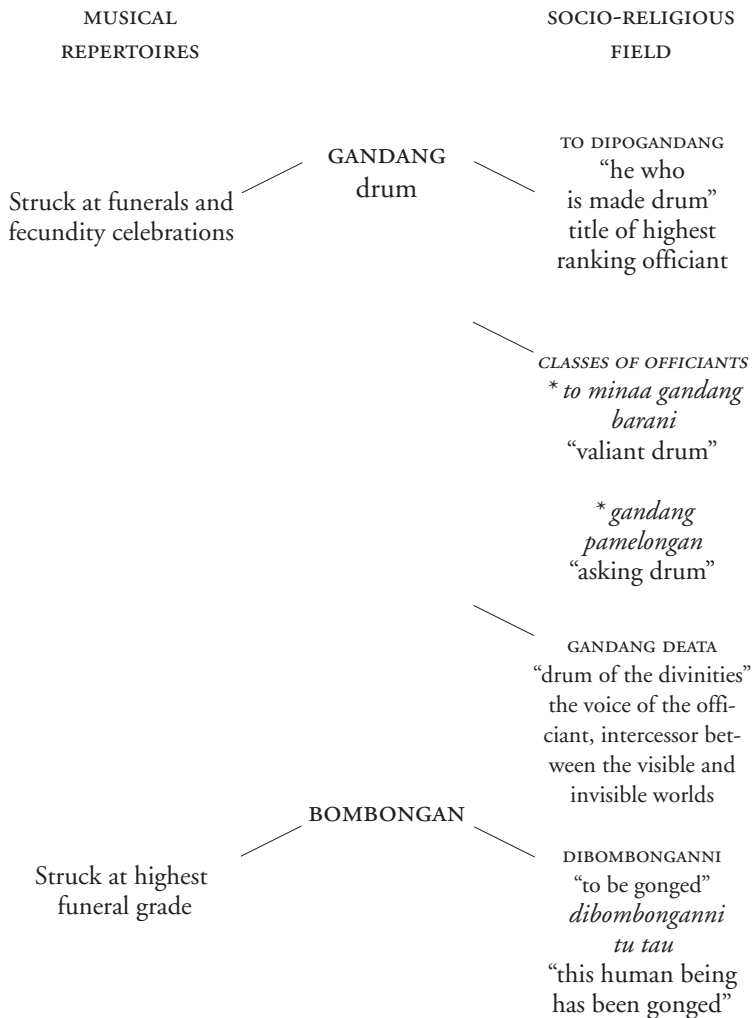 MUSICAL
REPERTOIRES
SOCIO-RELIGIOUS
FIELD
GANDANG
drum
Struck at funerals and
fecundity celebrations
TO DIPOGANDANG
“he who
is made drum”
title of highest
ranking officiant
CLASSES OF OFFICIANTS
* to minaa gandang
barani
“valiant drum”
* gandang
pamelongan
“asking drum”
GANDANG DEATA
“drum of the divinities”
the voice of the offi-
ciant, intercessor bet-
ween the visible and
invisible worlds
BOMBONGAN
Struck at highest
funeral grade
DIBOMBONGANNI
“to be gonged”
dibombonganni
tu tau
“this human being
has been gonged”